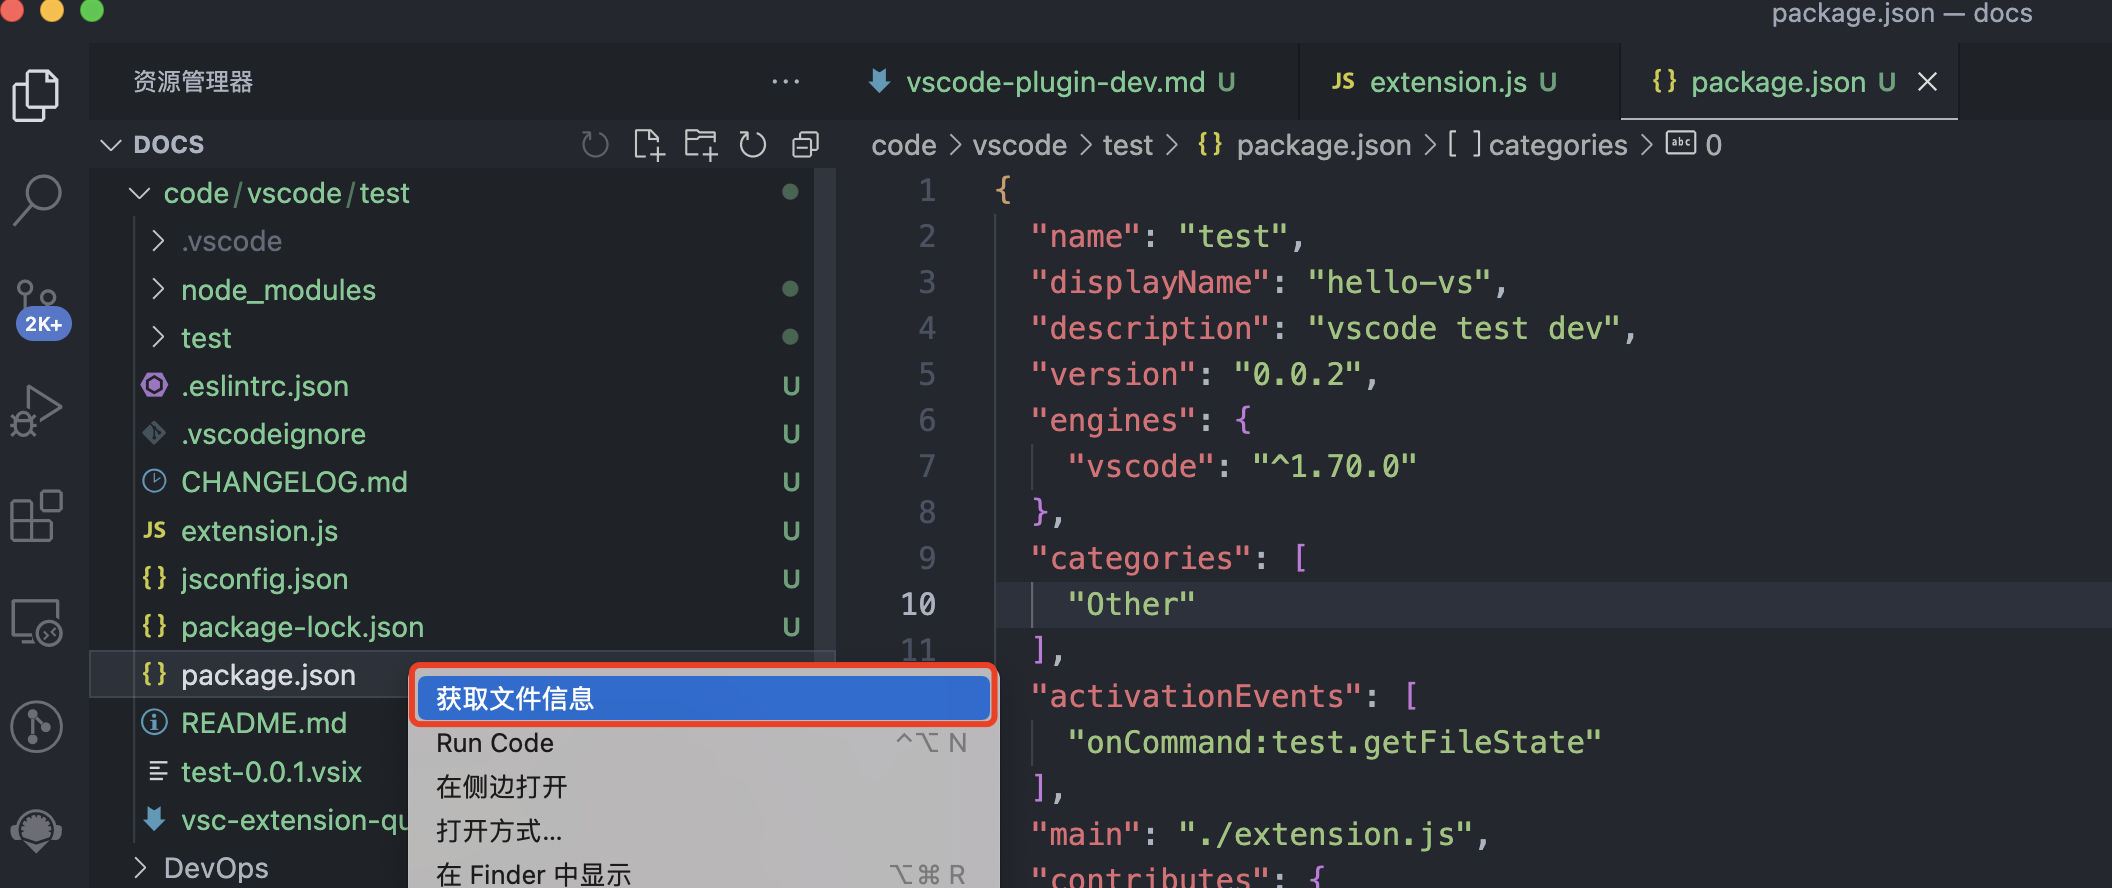 package.json — docs
资源管理器
vscode-plugin-dev.md U
JS extension.js U
{} package.json U
DOCS
code > vscode > test > {} package.json > [ ] categories > abc 0
2K+
code/vscode/test
.vscode
node_modules
test
.eslintrc.json U
.vscodeignore U
CHANGELOG.md U
JS extension.js U
{} jsconfig.json U
{} package-lock.json U
{} package.json
README.md
test-0.0.1.vsix
vsc-extension-qu
DevOps
获取文件信息
Run Code ^⌥ N
在侧边打开
打开方式...
在 Finder 中显示 ⌥⌘ R
1 {
2 "name": "test",
3 "displayName": "hello-vs",
4 "description": "vscode test dev",
5 "version": "0.0.2",
6 "engines": {
7 "vscode": "^1.70.0"
8 },
9 "categories": [
10 "Other"
11 ],
"activationEvents": [
"onCommand:test.getFileState"
],
"main": "./extension.js",
"contributes": {